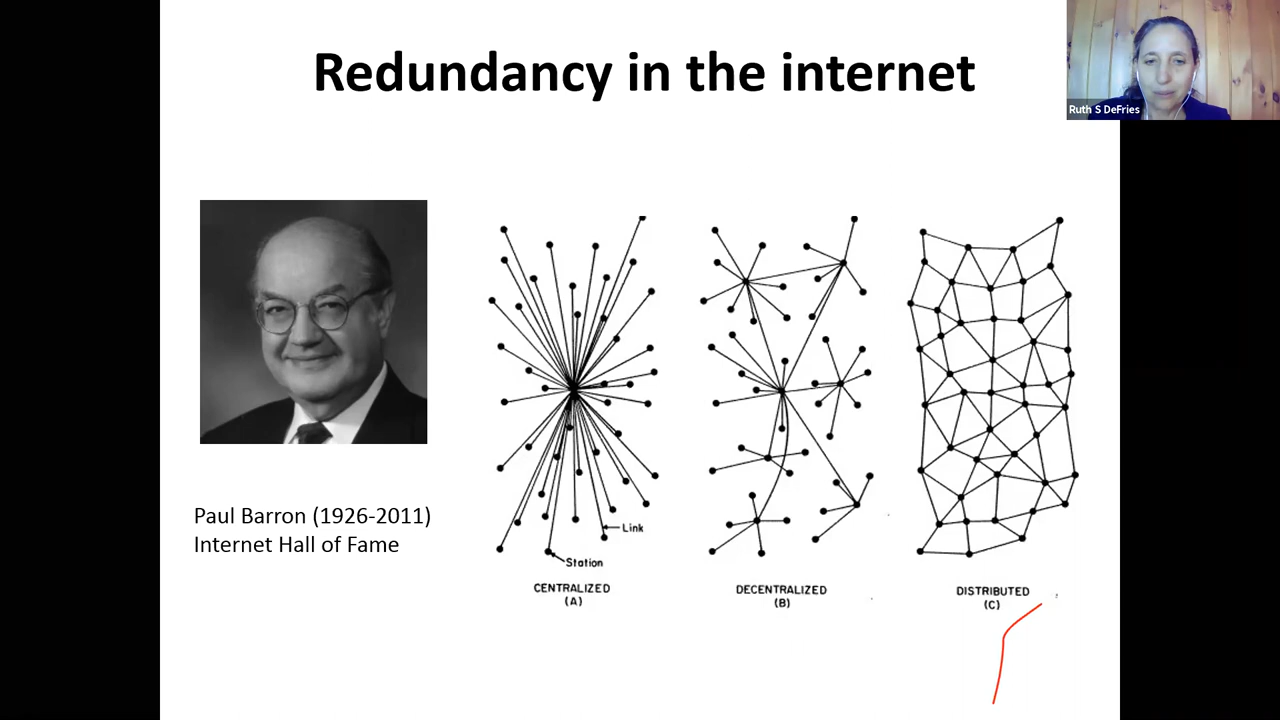 Redundancy in the internet
Ruth S DeFries
Paul Barron (1926-2011)
Internet Hall of Fame
Link
Station
CENTRALIZED
(A)
DECENTRALIZED
(B)
DISTRIBUTED
(C)